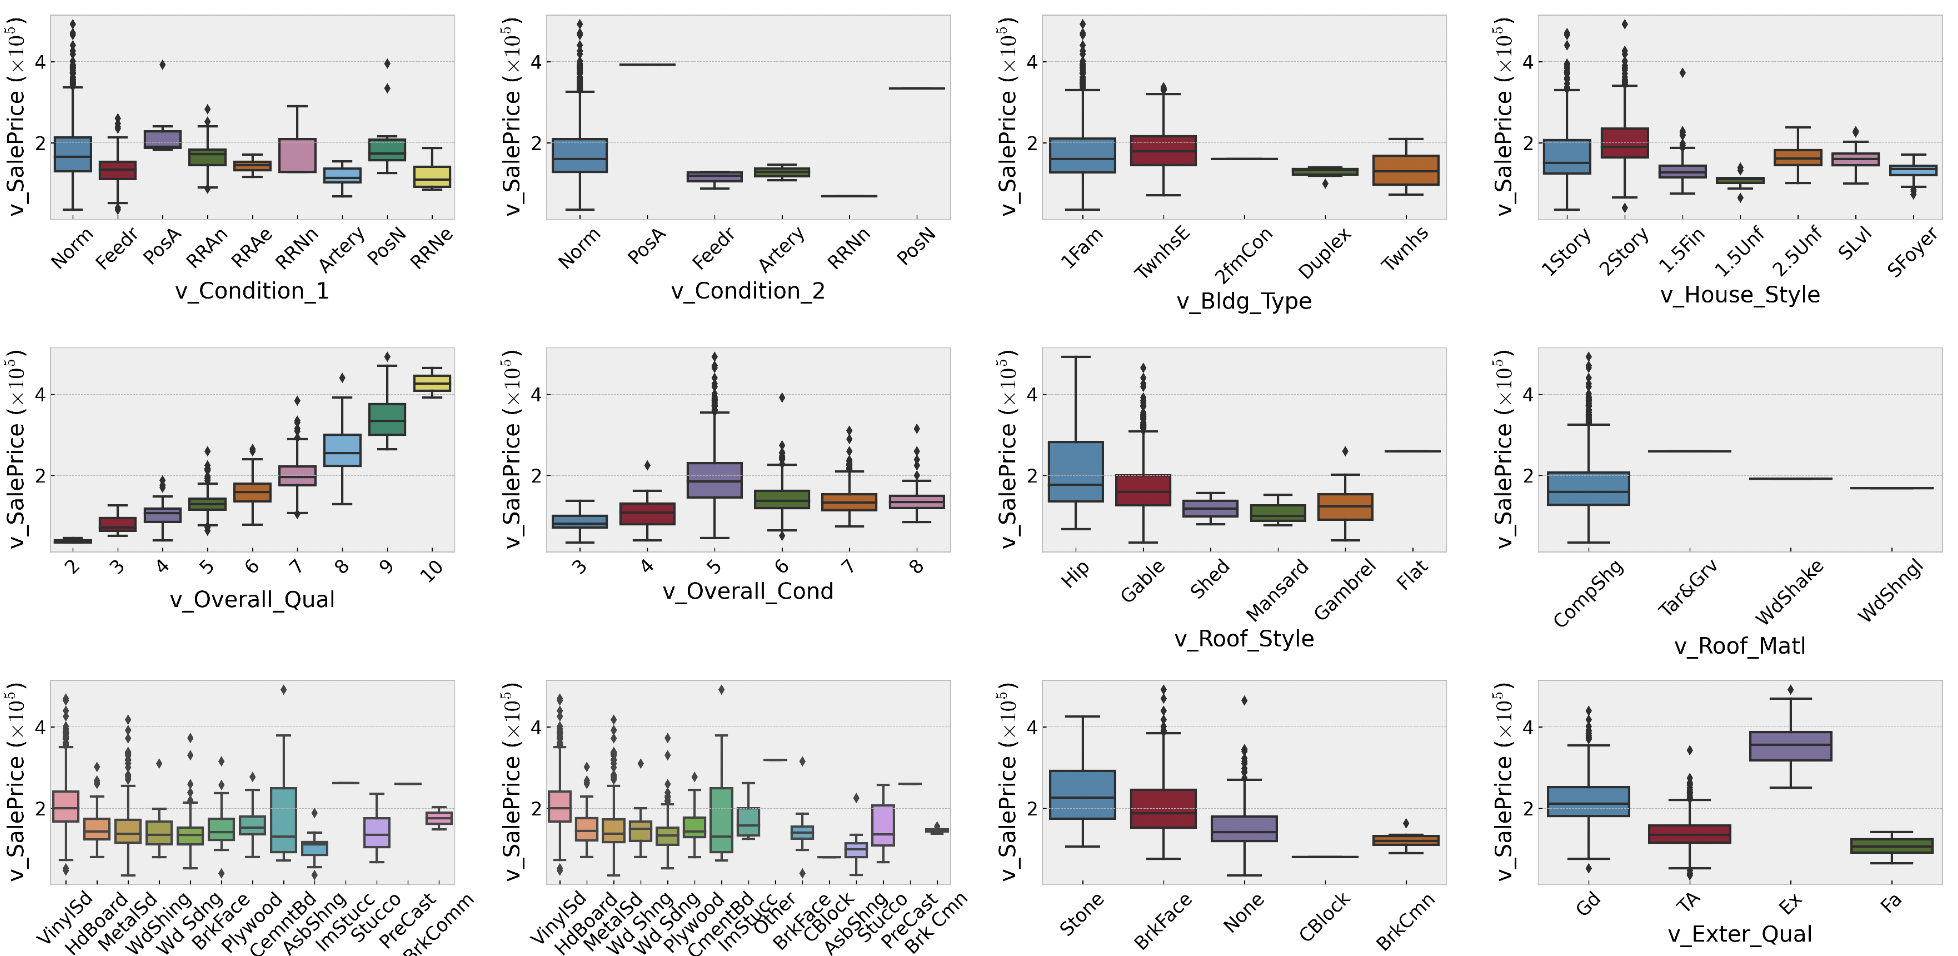 v_SalePrice (×10⁵)
4
2
Norm
Feedr
PosA
RRAn
RRAe
RRNn
Artery
PosN
RRNe
v_Condition_1
v_SalePrice (×10⁵)
4
2
Norm
PosA
Feedr
Artery
RRNn
PosN
v_Condition_2
v_SalePrice (×10⁵)
4
2
1Fam
TwnhsE
2fmCon
Duplex
Twnhs
v_Bldg_Type
v_SalePrice (×10⁵)
4
2
1Story
2Story
1.5Fin
1.5Unf
2.5Unf
SLvl
SFoyer
v_House_Style
v_SalePrice (×10⁵)
4
2
2
3
4
5
6
7
8
9
10
v_Overall_Qual
v_SalePrice (×10⁵)
4
2
3
4
5
6
7
8
v_Overall_Cond
v_SalePrice (×10⁵)
4
2
Hip
Gable
Shed
Mansard
Gambrel
Flat
v_Roof_Style
v_SalePrice (×10⁵)
4
2
CompShg
Tar&Grv
WdShake
WdShngl
v_Roof_Matl
v_SalePrice (×10⁵)
4
2
VinylSd
HdBoard
MetalSd
WdShing
Wd Sdng
BrkFace
Plywood
CemntBd
AsbShng
ImStucc
Stucco
PreCast
BrkComm
v_SalePrice (×10⁵)
4
2
VinylSd
HdBoard
MetalSd
Wd Shng
Wd Sdng
Plywood
CmentBd
ImStucc
Other
BrkFace
CBlock
AsbShng
Stucco
PreCast
Brk Cmn
v_SalePrice (×10⁵)
4
2
Stone
BrkFace
None
CBlock
BrkCmn
v_SalePrice (×10⁵)
4
2
Gd
TA
Ex
Fa
v_Exter_Qual